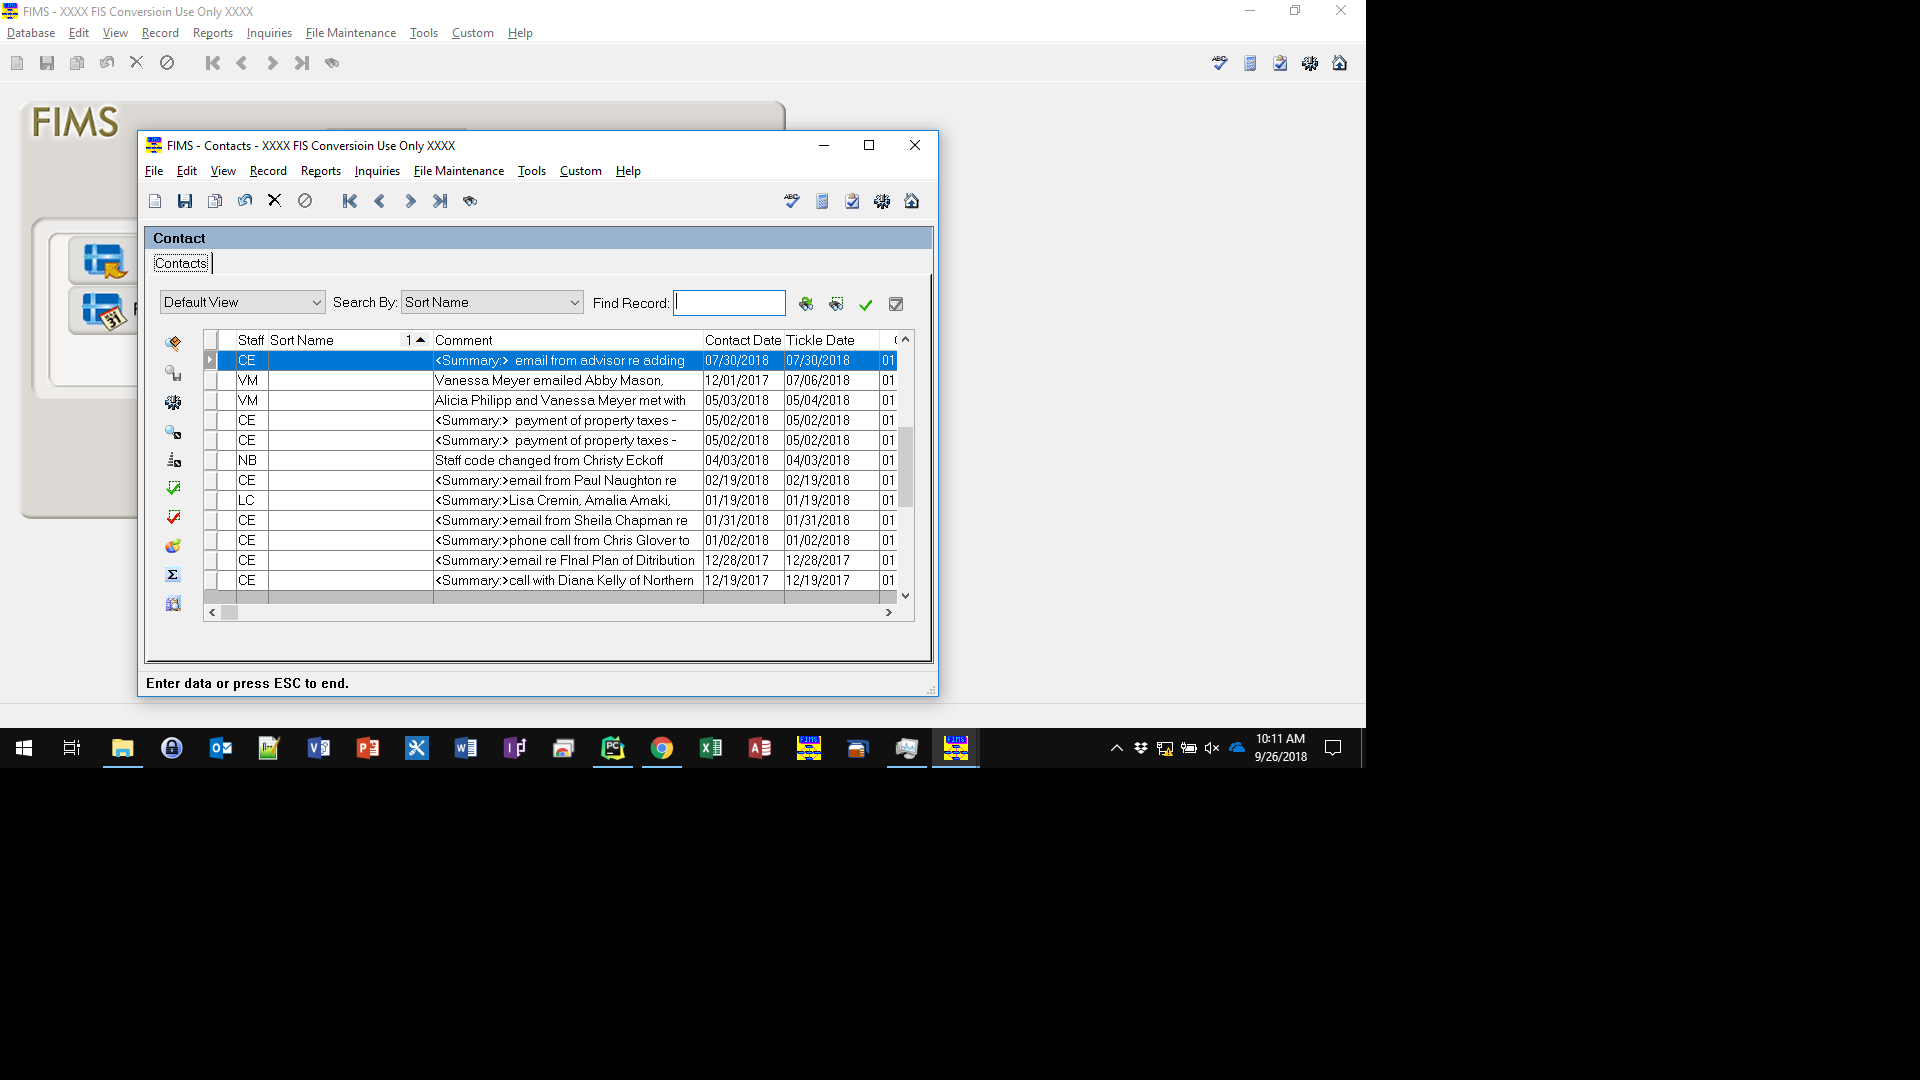 FIMS - XXXX FIS Conversioin Use Only XXXX
Database Edit View Record Reports Inquiries File Maintenance Tools Custom Help
ABC
FIMS
FIMS - Contacts - XXXX FIS Conversioin Use Only XXXX
File Edit View Record Reports Inquiries File Maintenance Tools Custom Help
ABC
Contact
Contacts
Default View Search By: Sort Name Find Record:
Staff Sort Name 1 Comment Contact Date Tickle Date
CE <Summary:> email from advisor re adding 07/30/2018 07/30/2018 01
VM Vanessa Meyer emailed Abby Mason, 12/01/2017 07/06/2018 01
VM Alicia Philipp and Vanessa Meyer met with 05/03/2018 05/04/2018 01
CE <Summary:> payment of property taxes - 05/02/2018 05/02/2018 01
CE <Summary:> payment of property taxes - 05/02/2018 05/02/2018 01
NB Staff code changed from Christy Eckoff 04/03/2018 04/03/2018 01
CE <Summary:>email from Paul Naughton re 02/19/2018 02/19/2018 01
LC <Summary:>Lisa Cremin, Amalia Amaki, 01/19/2018 01/19/2018 01
CE <Summary:>email from Sheila Chapman re 01/31/2018 01/31/2018 01
CE <Summary:>phone call from Chris Glover to 01/02/2018 01/02/2018 01
CE <Summary:>email re FInal Plan of Ditribution 12/28/2017 12/28/2017 01
CE <Summary:>call with Diana Kelly of Northern 12/19/2017 12/19/2017 01
31
Enter data or press ESC to end.
10:11 AM
9/26/2018